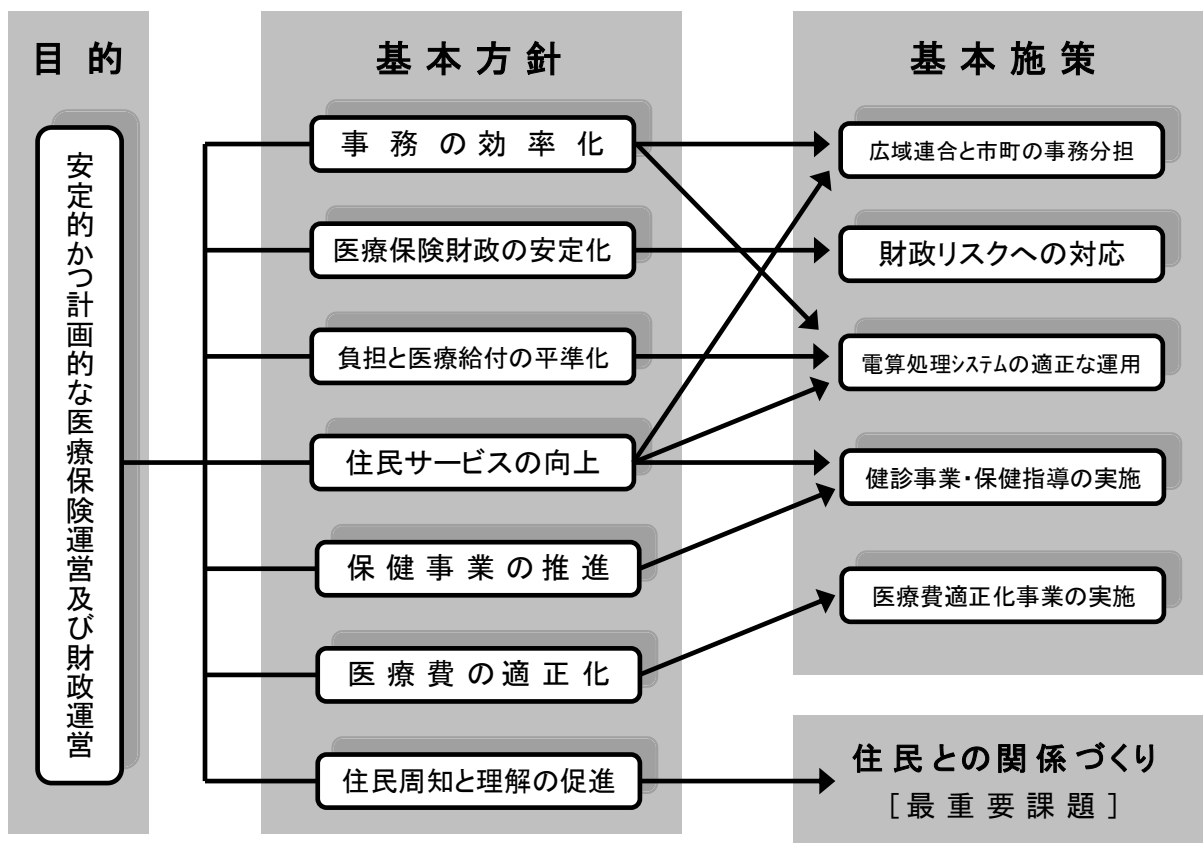 目的
安定的かつ計画的な医療保険運営及び財政運営
基本方針
事務の効率化
医療保険財政の安定化
負担と医療給付の平準化
住民サービスの向上
保健事業の推進
医療費の適正化
住民周知と理解の促進
基本施策
広域連合と市町の事務分担
財政リスクへの対応
電算処理システムの適正な運用
健診事業・保健指導の実施
医療費適正化事業の実施
住民との関係づくり
[最重要課題]